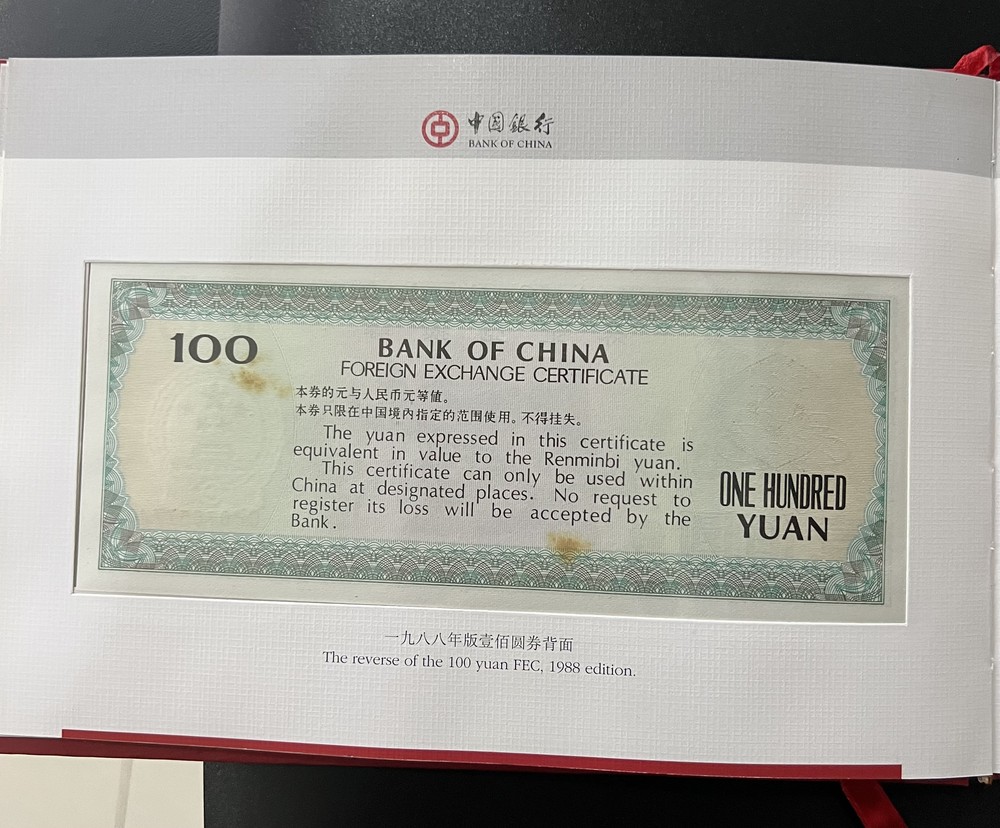 中国銀行
BANK OF CHINA
100
BANK OF CHINA
FOREIGN EXCHANGE CERTIFICATE
本券的元与人民币元等值。
本券只限在中国境内指定的范围使用。不得挂失。
The yuan expressed in this certificate is
equivalent in value to the Renminbi yuan.
This certificate can only be used within
China at designated places. No request to
register its loss will be accepted by the
Bank.
ONE HUNDRED
YUAN
一九八八年版壹佰圆券背面
The reverse of the 100 yuan FEC, 1988 edition.